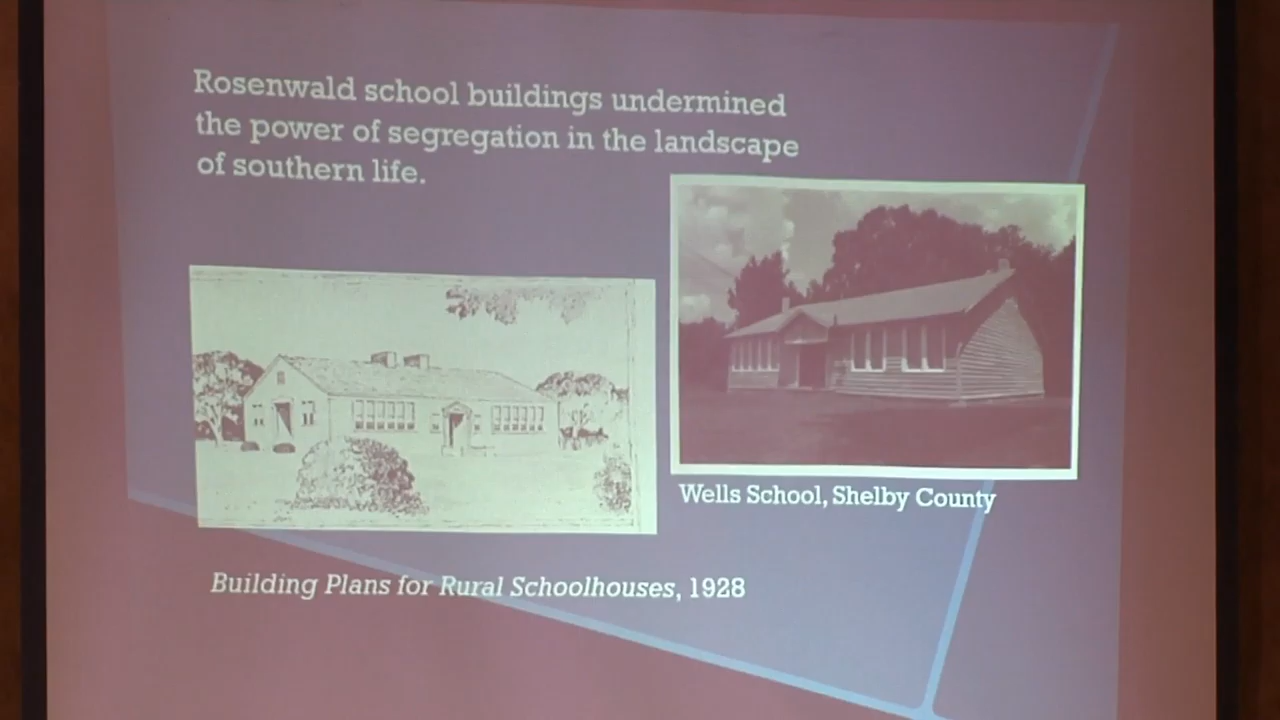 Rosenwald school buildings undermined
the power of segregation in the landscape
of southern life.
Wells School, Shelby County
Building Plans for Rural Schoolhouses, 1928